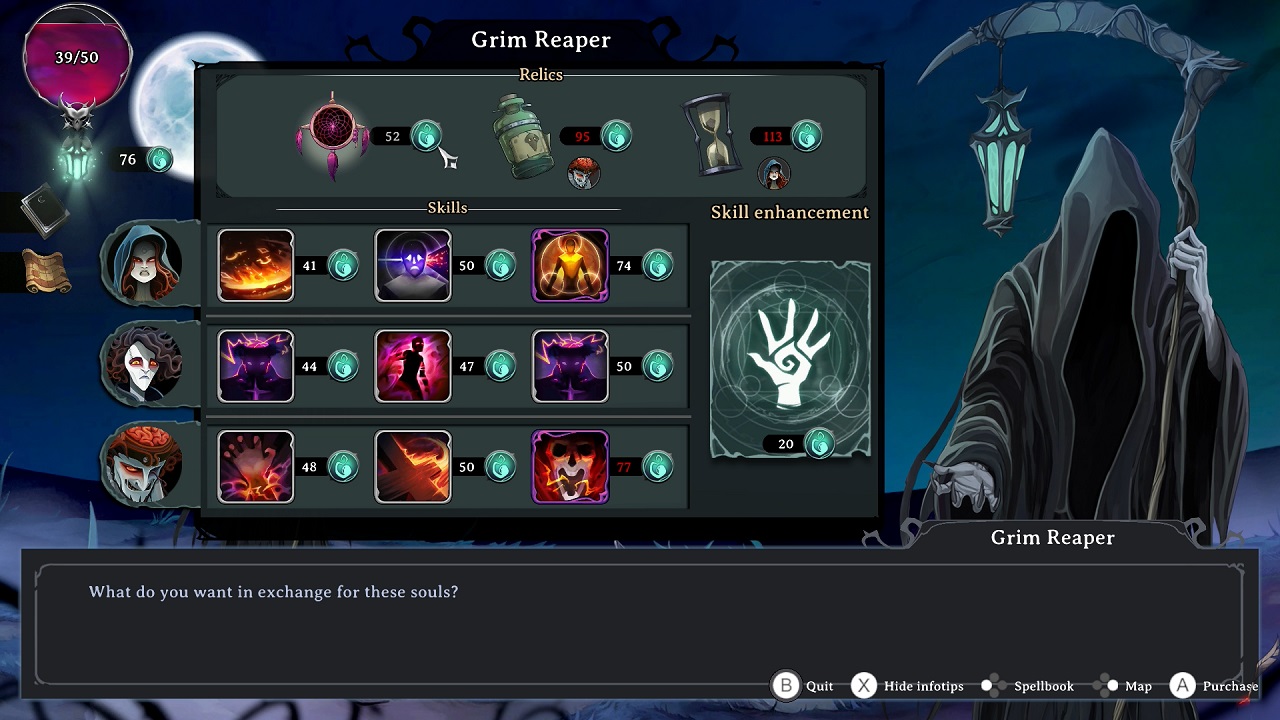 39/50
Grim Reaper
Relics
52
95
113
76
Skills
Skill enhancement
41
50
74
44
47
50
20
48
50
77
Grim Reaper
What do you want in exchange for these souls?
B Quit
X Hide infotips
Spellbook
Map
A Purchase